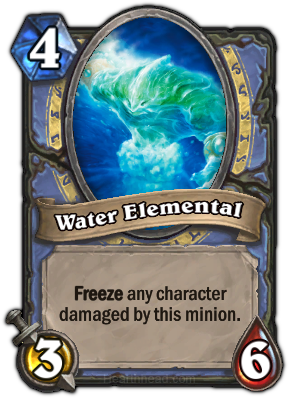 4
Water Elemental
Freeze any character
damaged by this minion.
3
6